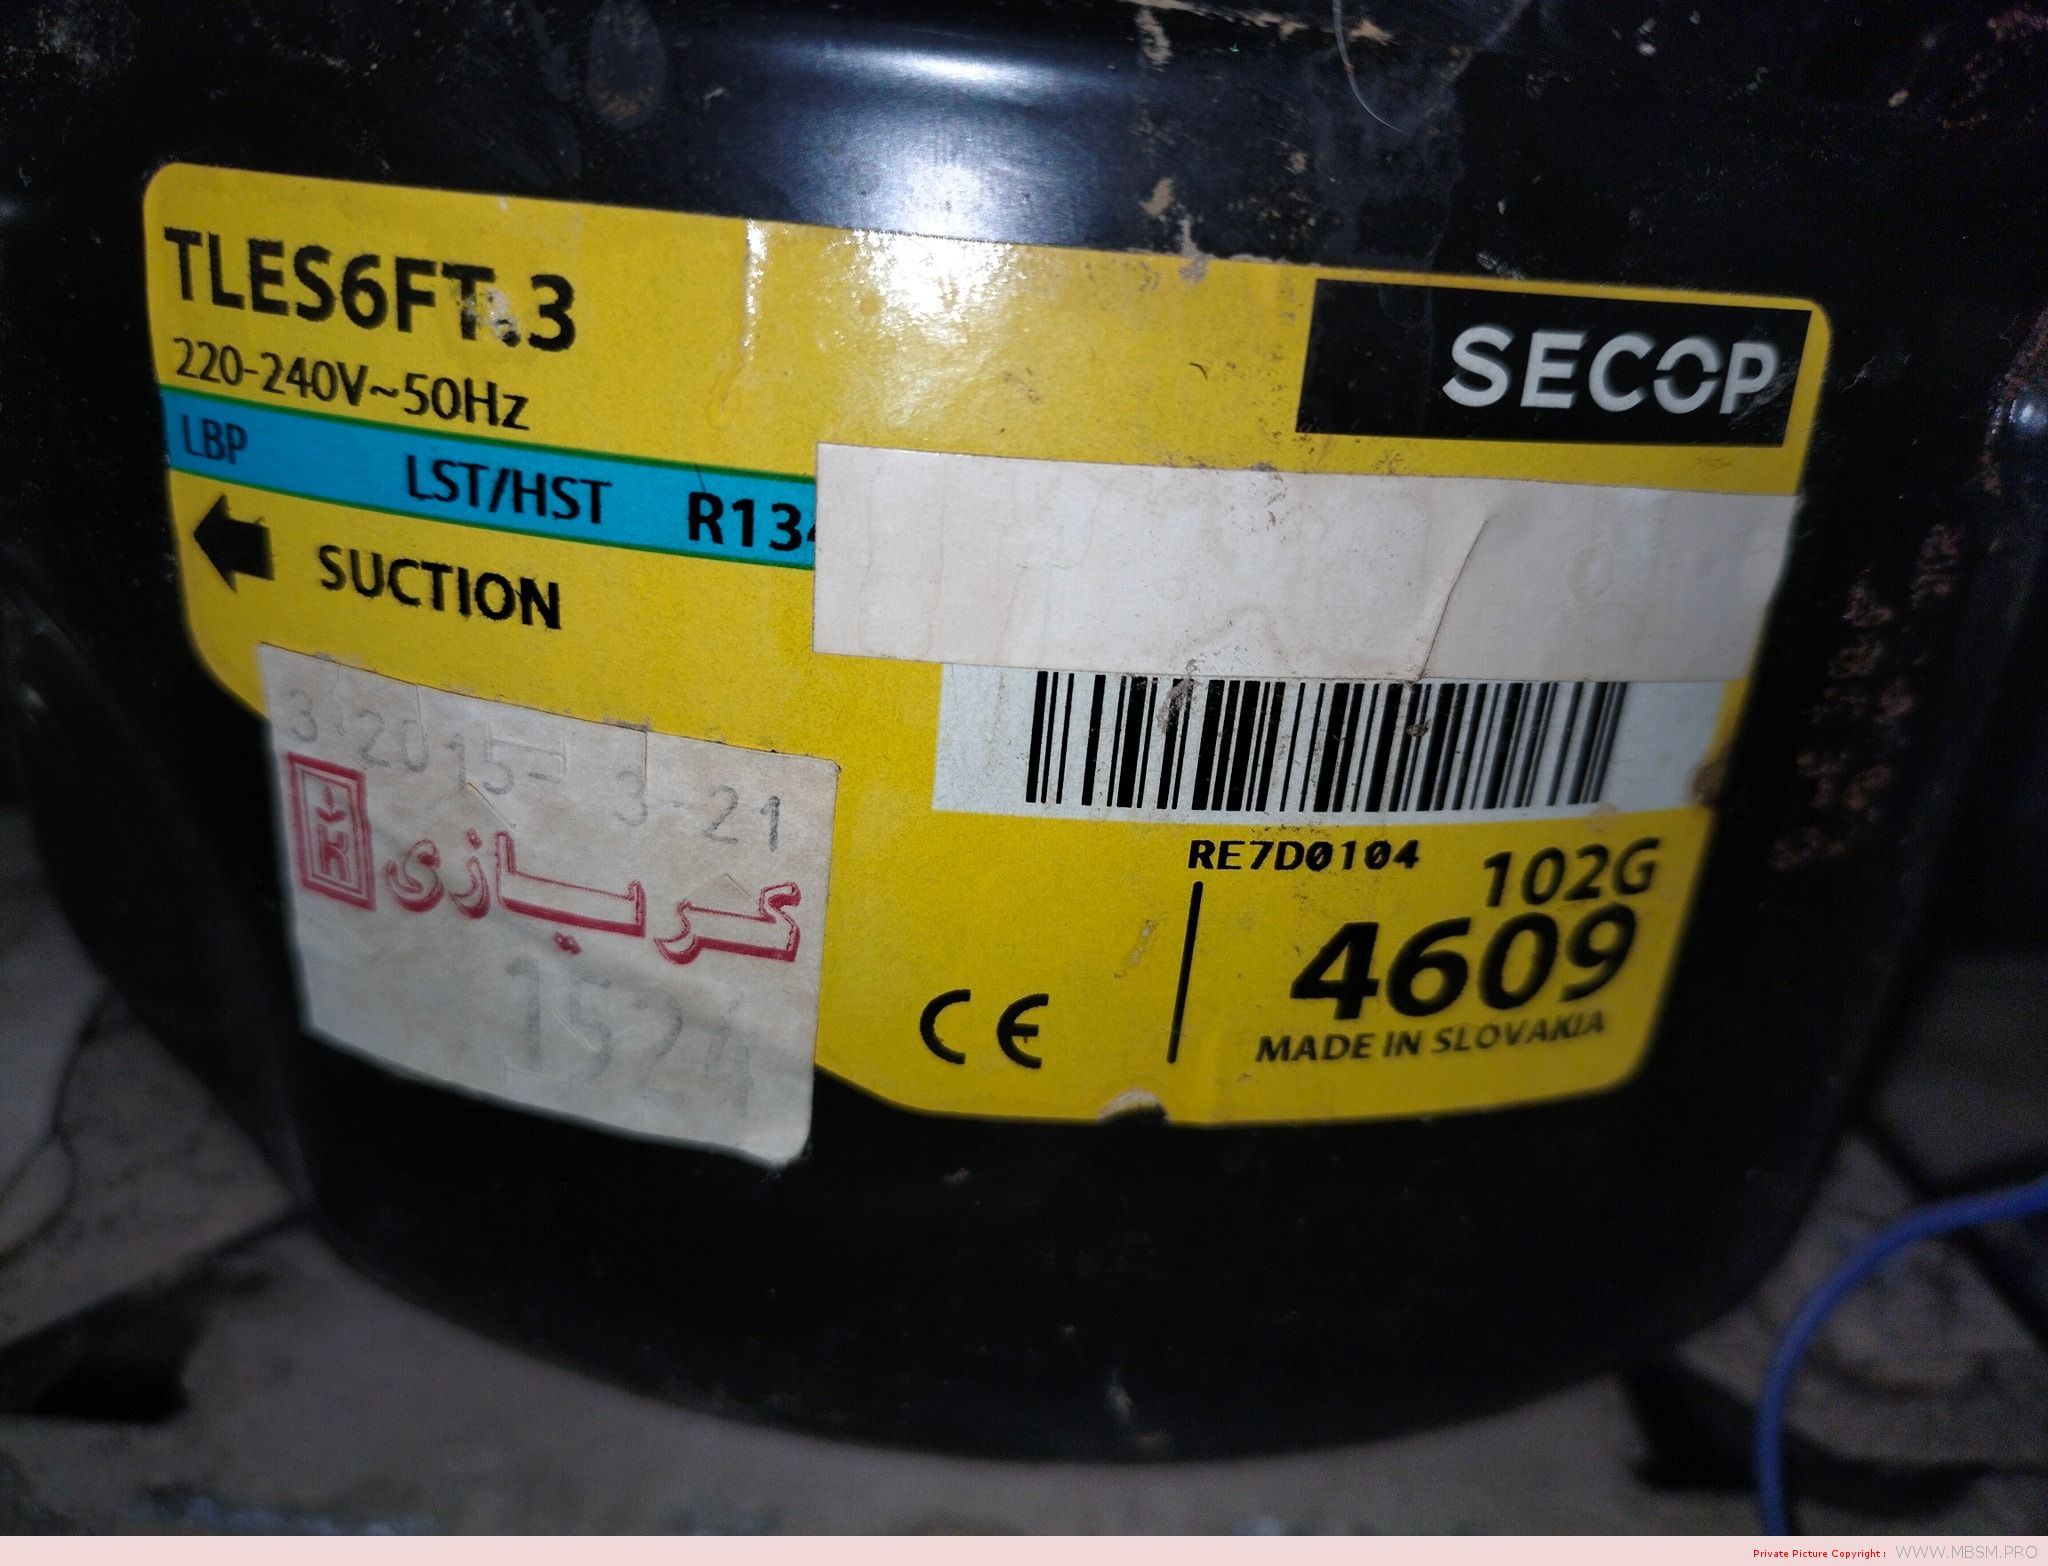 TLES6FT.3
220-240V~50Hz
SECOP
LBP LST/HST R134
SUCTION
3-2015- 3-21
کریازی
1524
RE7D0104 102G
4609
MADE IN SLOVAKIA
CE
Private Picture Copyright : WWW.MBSM.PRO